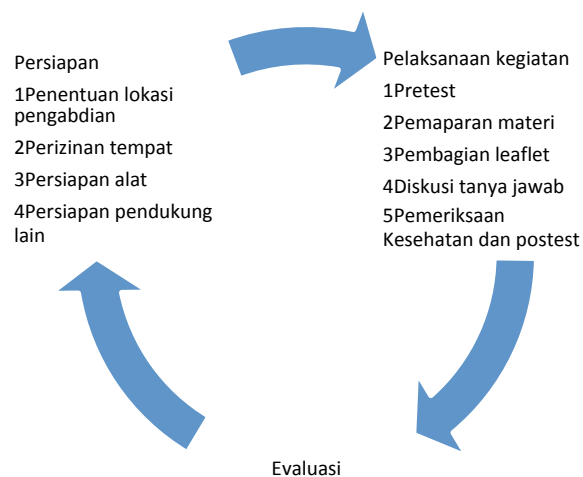 Persiapan
1Penentuan lokasi
pengabdian
2Perizinan tempat
3Persiapan alat
4Persiapan pendukung
lain
Pelaksanaan kegiatan
1Pretest
2Pemaparan materi
3Pembagian leaflet
4Diskusi tanya jawab
5Pemeriksaan
Kesehatan dan postest
Evaluasi